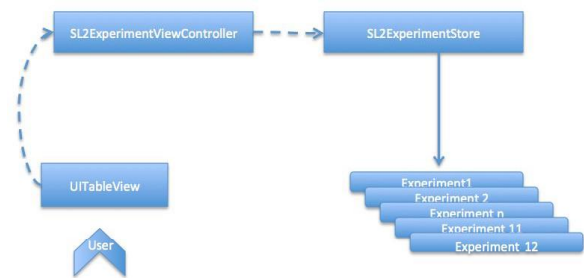 SL2ExperimentViewController
SL2ExperimentStore
UITableView
User
Experiment1
Experiment 2
Experiment n
Experiment 11
Experiment 12